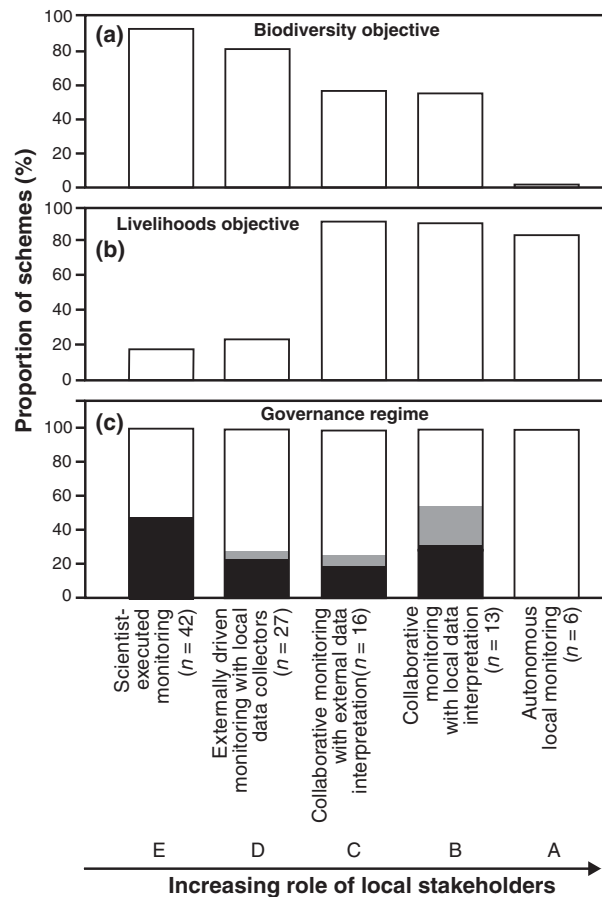 Proportion of schemes (%)
100
80
60
40
20
0
(a)
Biodiversity objective
100
80
60
40
20
0
Livelihoods objective
(b)
100
80
60
40
20
0
(c)
Governance regime
Scientist-
executed
monitoring
(n = 42)
Externally driven
monitoring with local
data collectors
(n = 27)
Collaborative monitoring
with external data
interpretation(n = 16)
Collaborative
monitoring
with local data
interpretation
(n = 13)
Autonomous
local monitoring
(n = 6)
E D C B A
Increasing role of local stakeholders